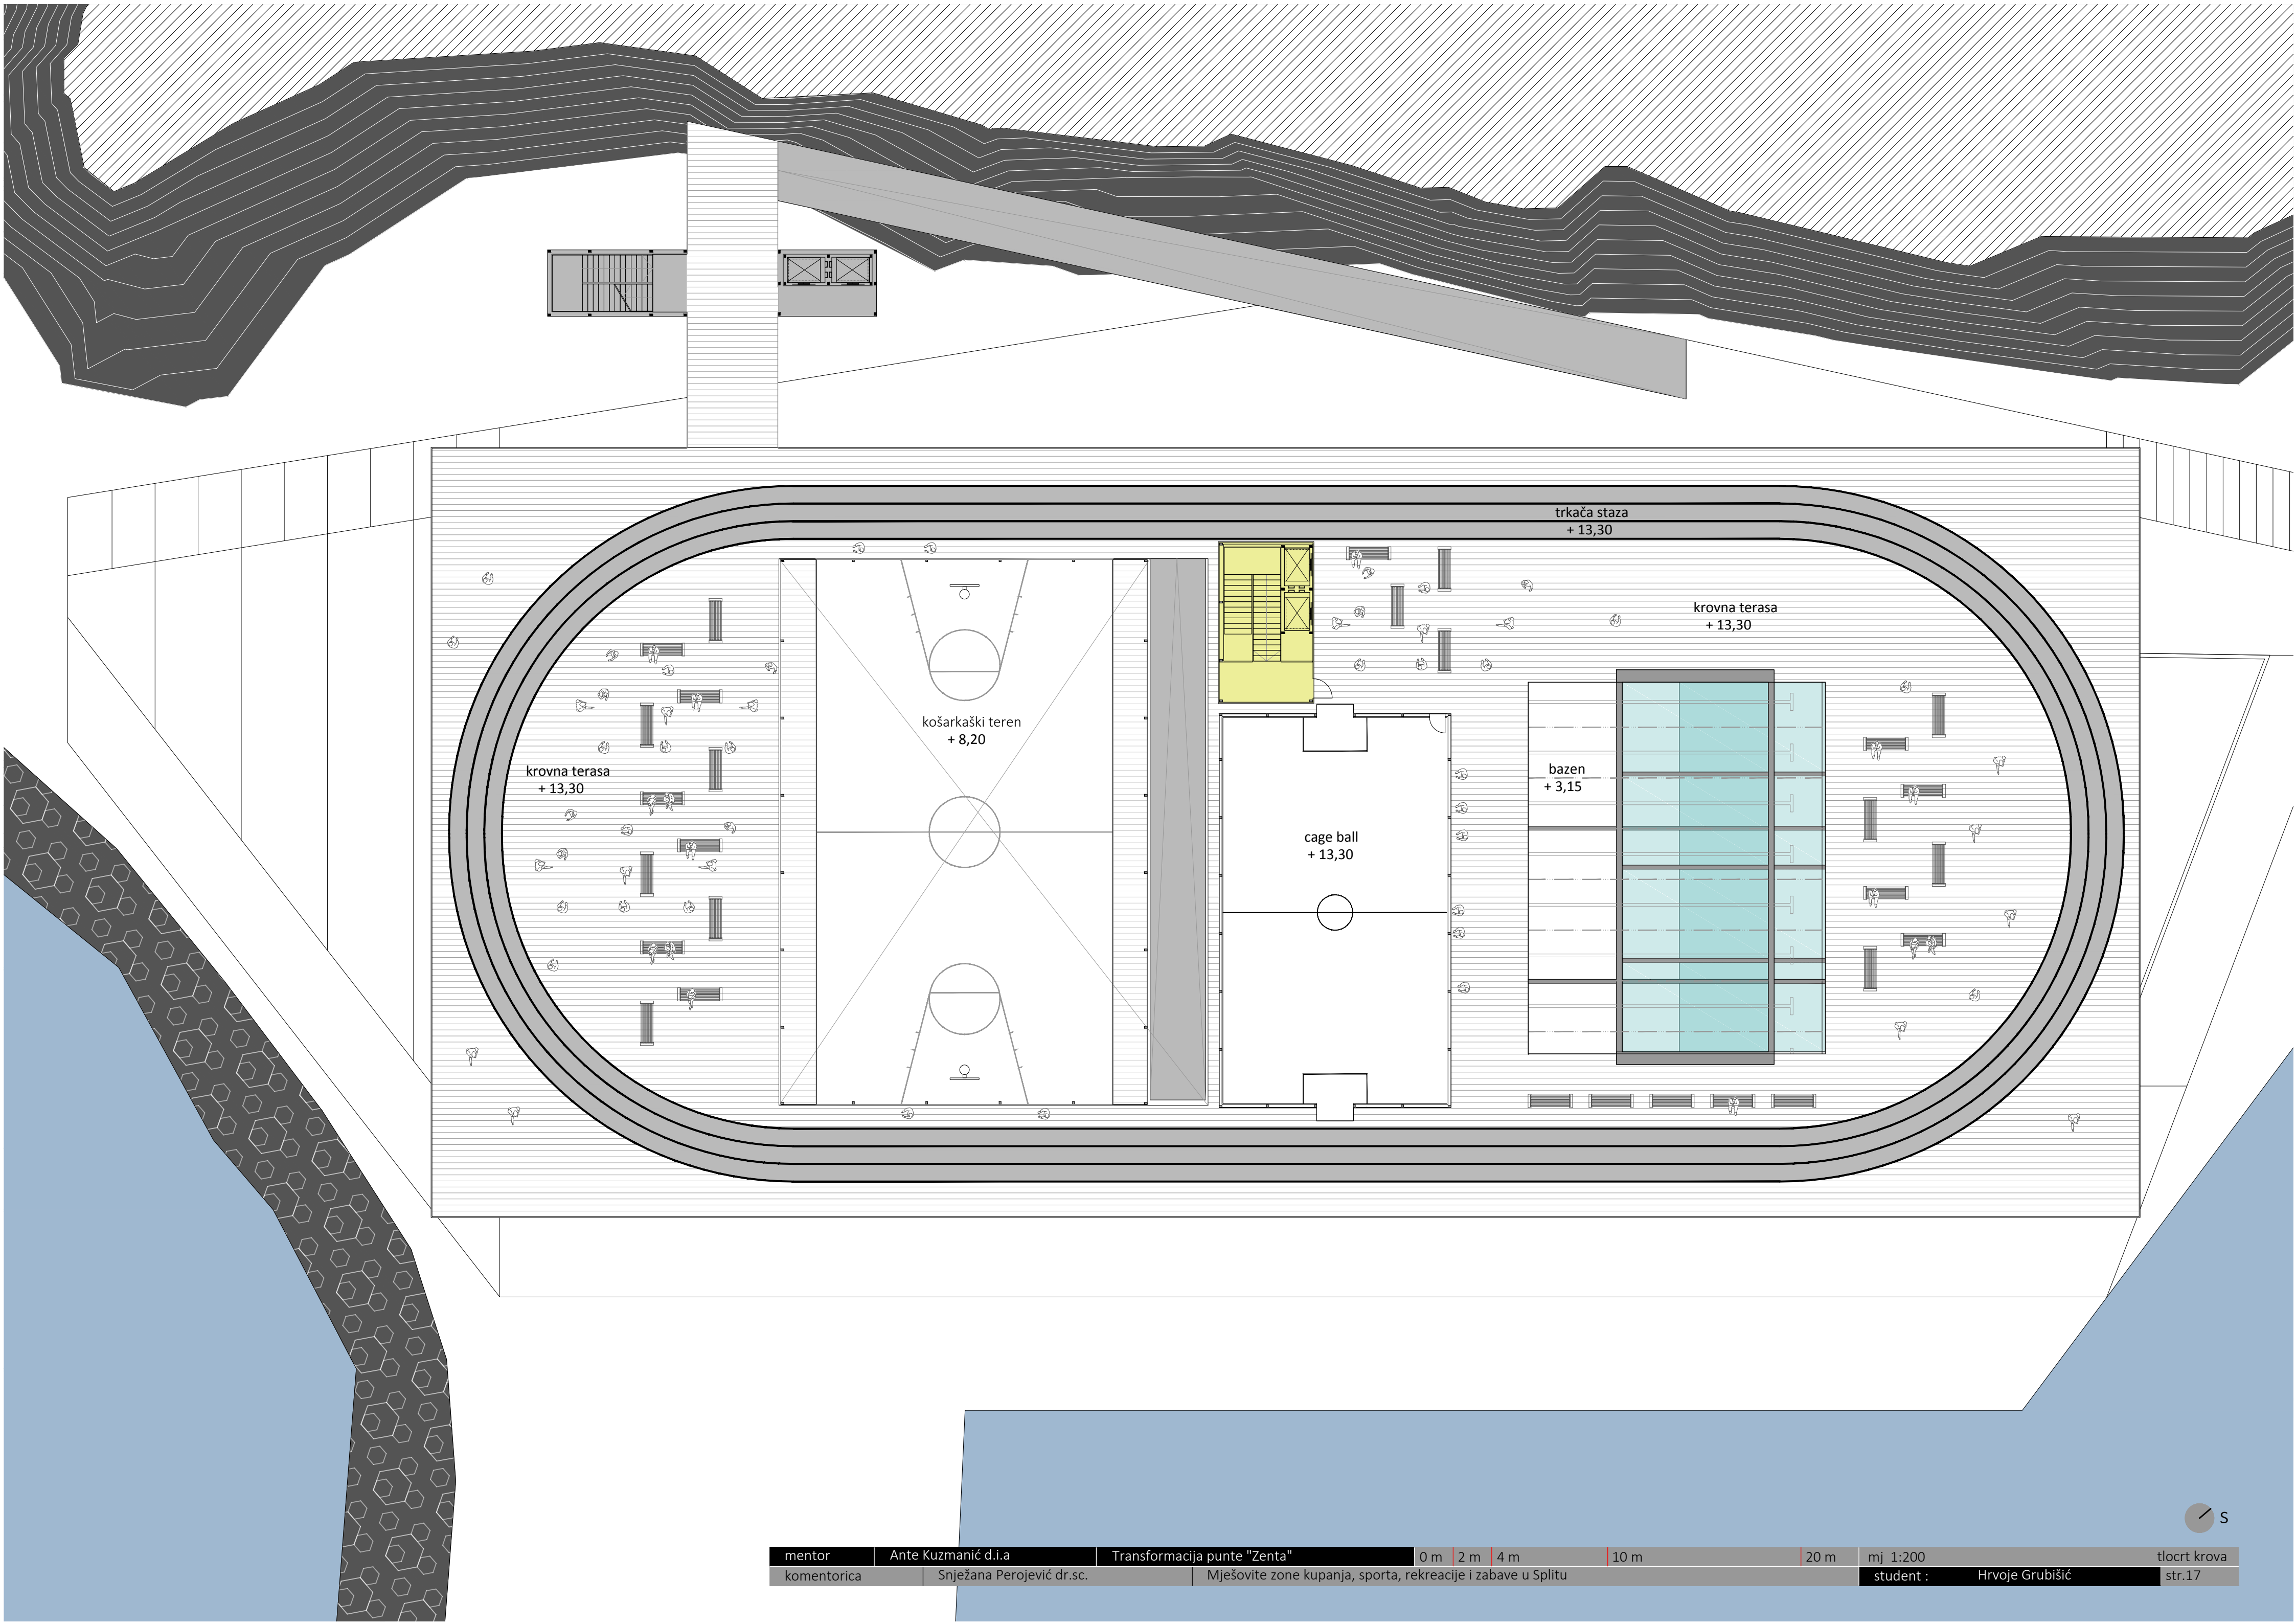 trkača staza
+ 13,30
krovna terasa
+ 13,30
košarkaški teren
+ 8,20
krovna terasa
+ 13,30
bazen
+ 3,15
cage ball
+ 13,30
S
mentor Ante Kuzmanić d.i.a Transformacija punte "Zenta" 0 m 2 m 4 m 10 m 20 m mj 1:200 tlocrt krova
komentorica Snježana Perojević dr.sc. Mješovite zone kupanja, sporta, rekreacije i zabave u Splitu student : Hrvoje Grubišić str.17